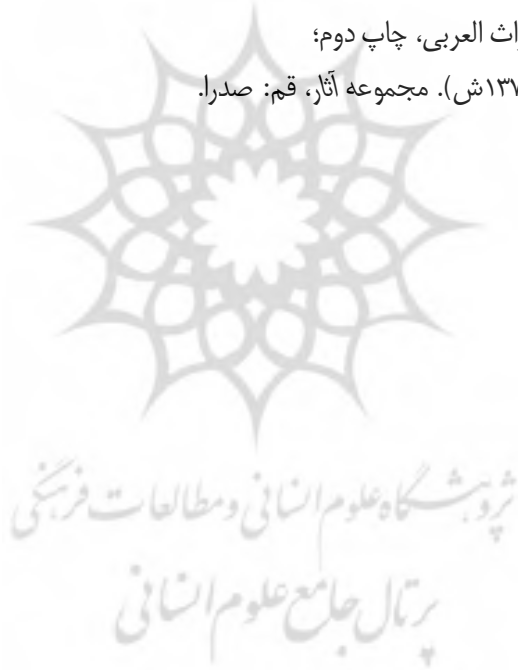 اث العربی، چاپ دوم؛
۱۳۷ش). مجموعه آثار، قم: صدرا.
پژوهشگاه علوم انسانی و مطالعات فرهنگی
پرتال جامع علوم انسانی